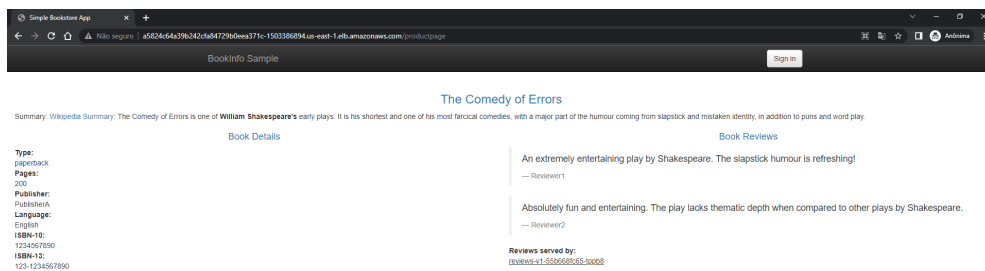 Simple Bookstore App
Não seguro | a5824c64a39b242cfa84729b0eea371c-1503386894.us-east-1.elb.amazonaws.com/productpage
Anônima
BookInfo Sample
Sign in
The Comedy of Errors
Summary: Wikipedia Summary: The Comedy of Errors is one of William Shakespeare's early plays. It is his shortest and one of his most farcical comedies, with a major part of the humour coming from slapstick and mistaken identity, in addition to puns and word play.
Book Details
Type:
paperback
Pages:
200
Publisher:
PublisherA
Language:
English
ISBN-10:
1234567890
ISBN-13:
123-1234567890
Book Reviews
An extremely entertaining play by Shakespeare. The slapstick humour is refreshing!
— Reviewer1
Absolutely fun and entertaining. The play lacks thematic depth when compared to other plays by Shakespeare.
— Reviewer2
Reviews served by:
reviews-v1-55b668fc65-tppb8